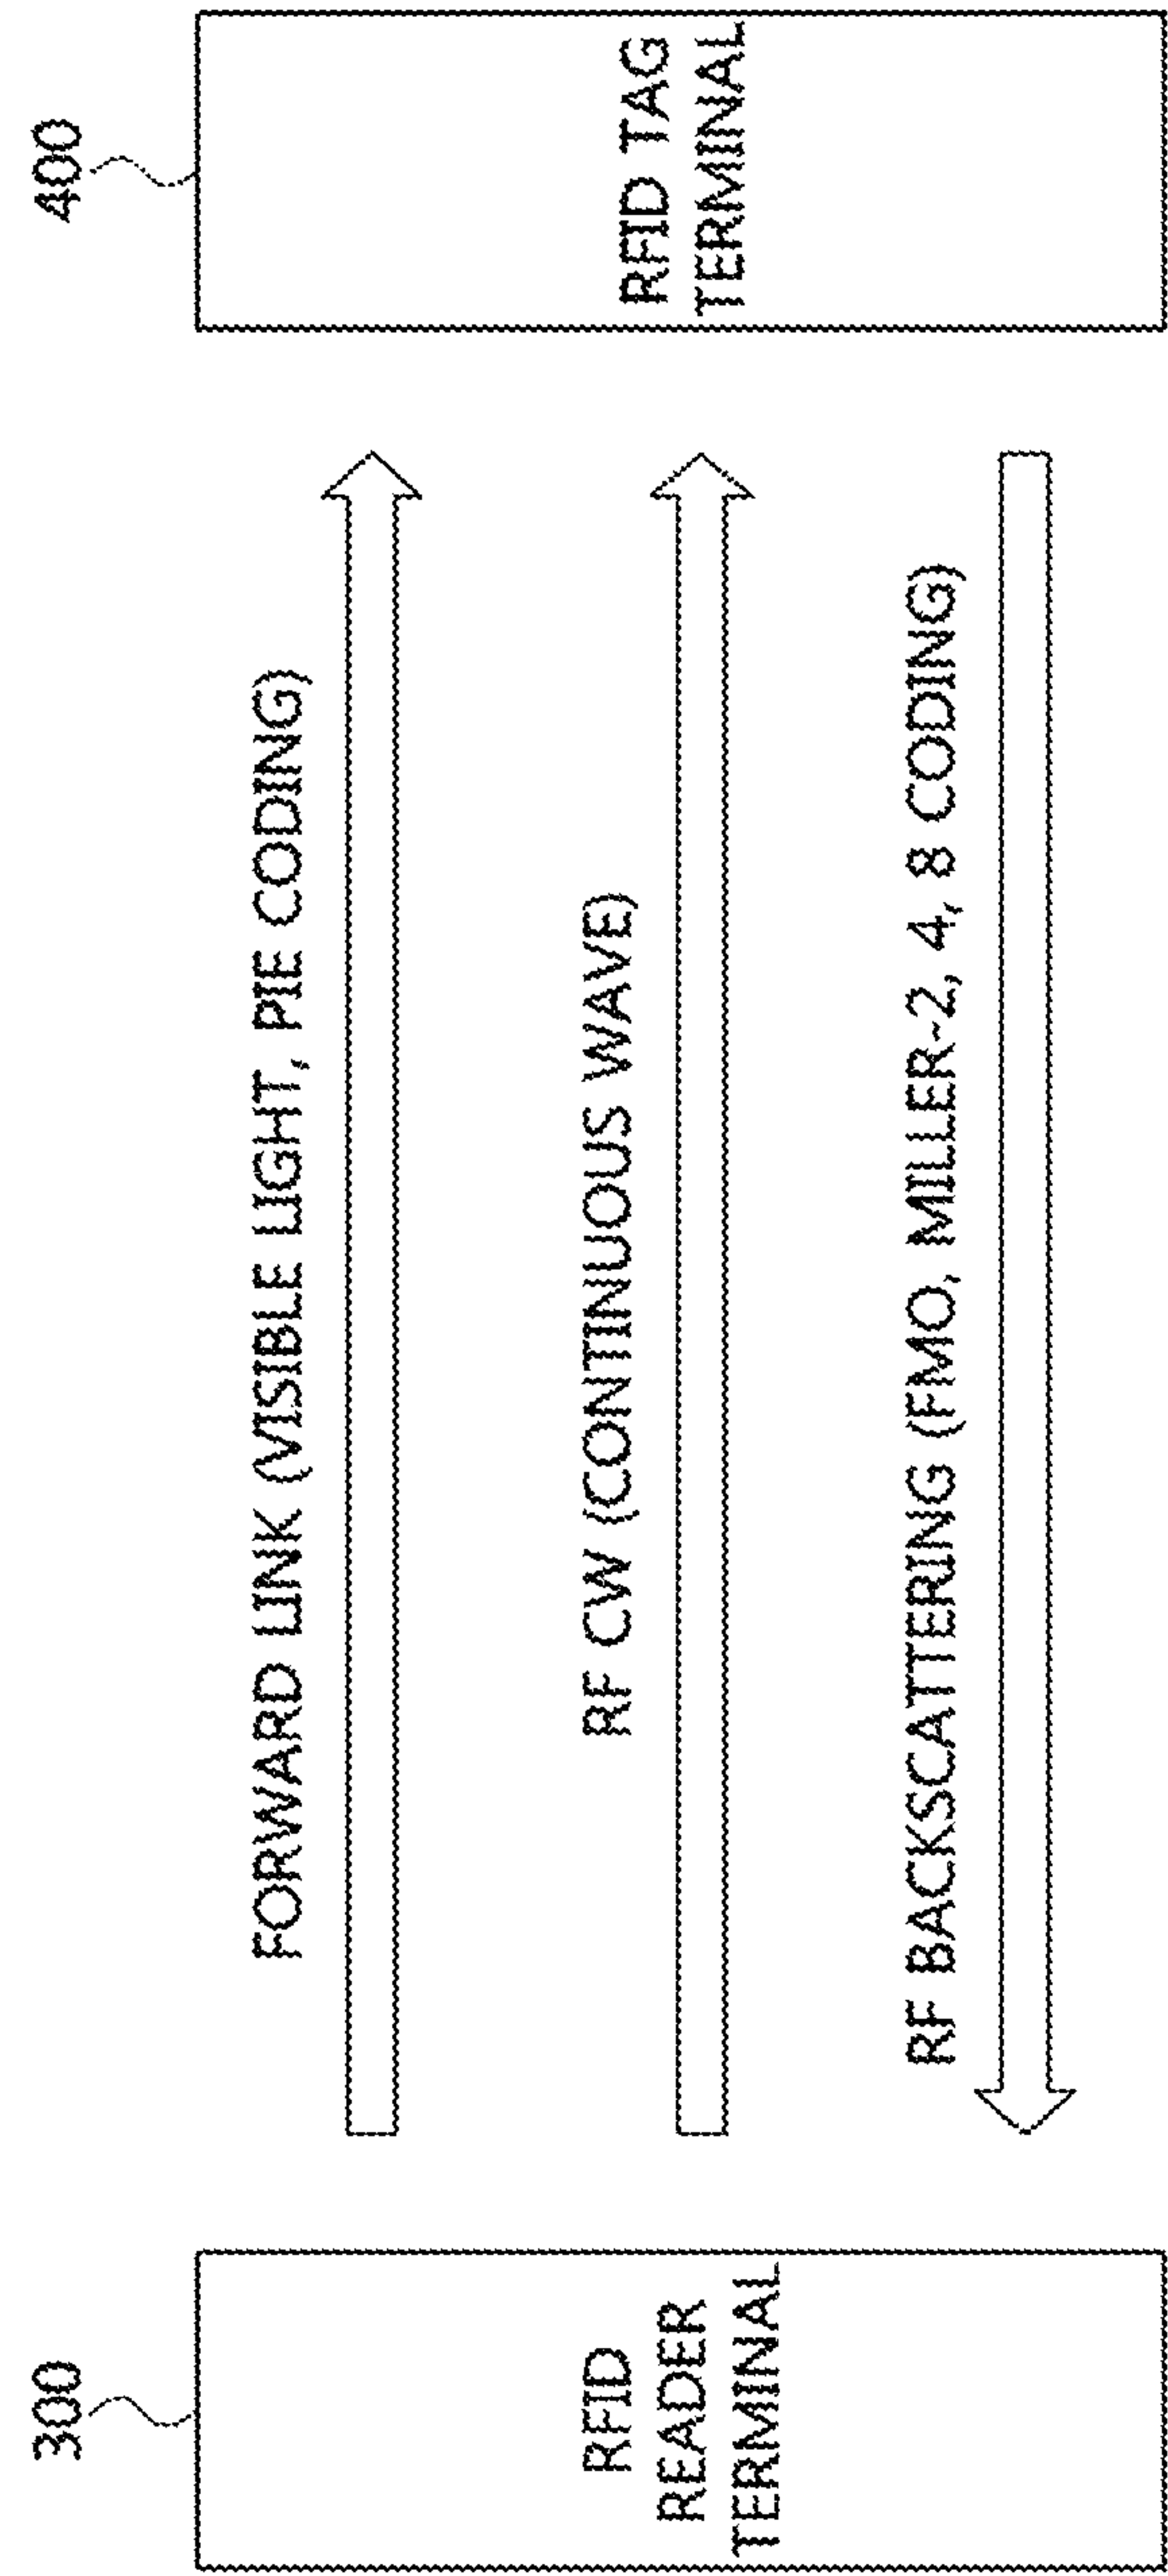 300
RFID
READER
TERMINAL
FORWARD LINK (VISIBLE LIGHT, PIE CODING)
RF CW (CONTINUOUS WAVE)
RF BACKSCATTERING (FMO, MILLER-2, 4, 8 CODING)
400
RFID TAG
TERMINAL